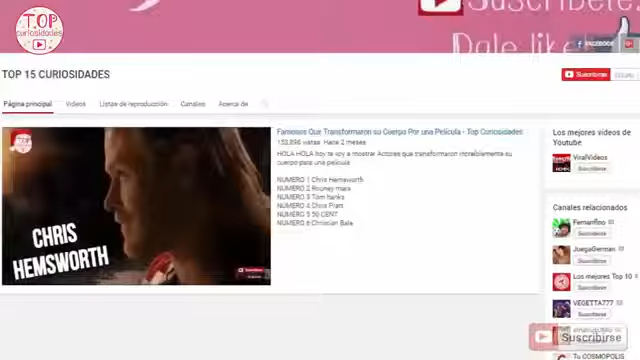 Suscríbete!
Dale like!
TOP
curiosidades
FACEBOOK
TOP 15 CURIOSIDADES
Suscribirse
Página principal Videos Listas de reproducción Canales Acerca de
Famosos Que Transformaron su Cuerpo Por una Película - Top Curiosidades
Hace 2 meses
HOLA HOLA hoy te voy a mostrar Actores que transformaron increíblemente su
cuerpo para una película
NUMERO 1 Chris Hemsworth
NUMERO 2 Rooney mara
NUMERO 3 Tom hanks
NUMERO 4 Chris Pratt
NUMERO 5 50 CENT
NUMERO 6 Christian Bale
CHRIS
HEMSWORTH
Los mejores videos de
Youtube
ViralVideos
Suscribirse
Canales relacionados
Fernanfloo
Suscribirse
JuegaGerman
Suscribirse
Los mejores Top 10
Suscribirse
VEGETTA777
Suscribirse
Suscribirse
Tu COSMOPOLIS